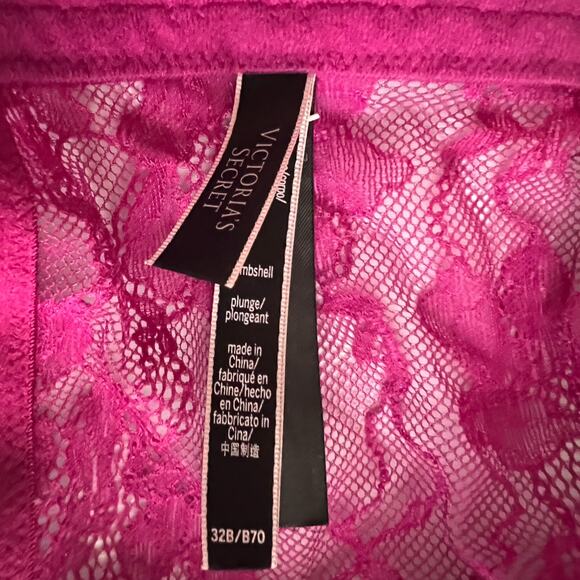 VICTORIA'S
SECRET
plunge/
plongeant
made in
China/
fabriqué en
Chine/hecho
en China/
fabbricato in
Cina/
中国制造
32B/B70